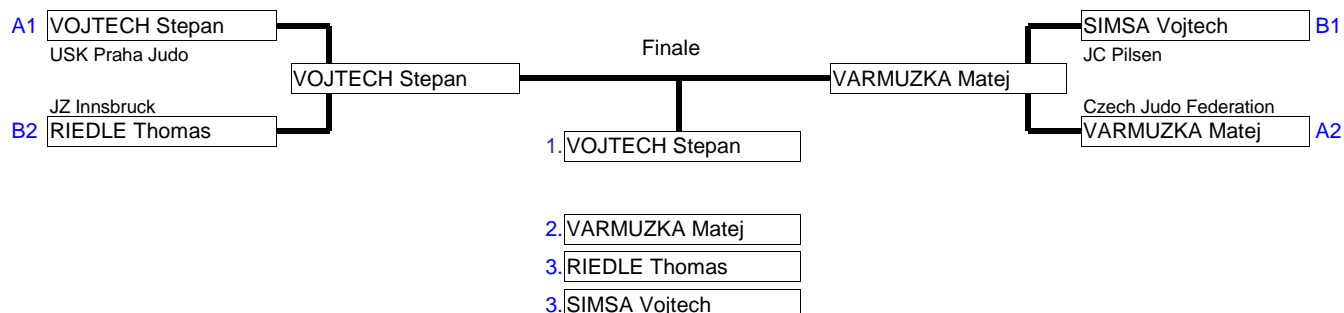 A1 VOJTECH Stepan
USK Praha Judo
VOJTECH Stepan
JZ Innsbruck
B2 RIEDLE Thomas
Finale
SIMSA Vojtech B1
JC Pilsen
VARMUZKA Matej
Czech Judo Federation
VARMUZKA Matej A2
1. VOJTECH Stepan
2. VARMUZKA Matej
3. RIEDLE Thomas
3. SIMSA Vojtech